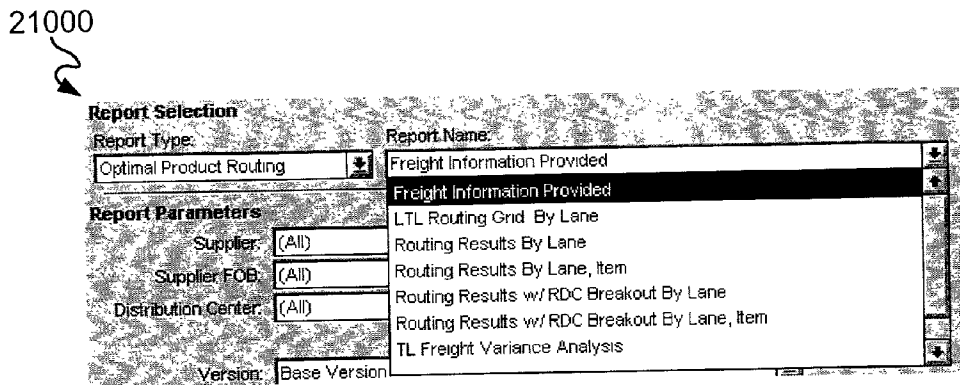 21000
Report Selection
Report Type: Report Name:
Optimal Product Routing Freight Information Provided
Freight Information Provided
Report Parameters
LTL Routing Grid By Lane
Supplier: (All) Routing Results By Lane
Supplier FOB: (All) Routing Results By Lane, Item
Distribution Center: (All) Routing Results w/ RDC Breakout By Lane
Routing Results w/ RDC Breakout By Lane, Item
TL Freight Variance Analysis
Version: Base Version